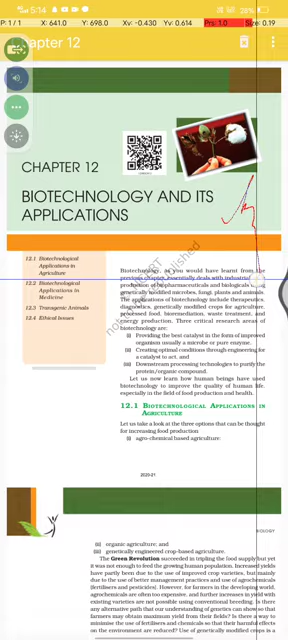 5:14
28%
P: 1 / 1
X: 641.0
Y: 698.0
Xv: -0.430
Yv: 0.614
Prs: 1.0
Size: 0.19
Chapter 12
CHAPTER 12
BIOTECHNOLOGY AND ITS
APPLICATIONS
12.1 Biotechnological
Applications in
Agriculture
12.2 Biotechnological
Applications in
Medicine
12.3 Transgenic Animals
12.4 Ethical Issues
Biotechnology, as you would have learnt from the
previous chapter, essentially deals with industrial scale
production of biopharmaceuticals and biologicals using
genetically modified microbes, fungi, plants and animals.
The applications of biotechnology include therapeutics,
diagnostics, genetically modified crops for agriculture,
processed food, bioremediation, waste treatment, and
energy production. Three critical research areas of
biotechnology are:
(i) Providing the best catalyst in the form of improved
organism usually a microbe or pure enzyme.
(ii) Creating optimal conditions through engineering for
a catalyst to act, and
(iii) Downstream processing technologies to purify the
protein/organic compound.
Let us now learn how human beings have used
biotechnology to improve the quality of human life,
especially in the field of food production and health.
12.1 BIOTECHNOLOGICAL APPLICATIONS IN
AGRICULTURE
Let us take a look at the three options that can be thought
for increasing food production
(i) agro-chemical based agriculture;
2020-21
BIOLOGY
(ii) organic agriculture; and
(iii) genetically engineered crop-based agriculture.
The Green Revolution succeeded in tripling the food supply but yet
it was not enough to feed the growing human population. Increased yields
have partly been due to the use of improved crop varieties, but mainly
due to the use of better management practices and use of agrochemicals
(fertilisers and pesticides). However, for farmers in the developing world,
agrochemicals are often too expensive, and further increases in yield with
existing varieties are not possible using conventional breeding. Is there
any alternative path that our understanding of genetics can show so that
farmers may obtain maximum yield from their fields? Is there a way to
minimise the use of fertilisers and chemicals so that their harmful effects
on the environment are reduced? Use of genetically modified crops is a